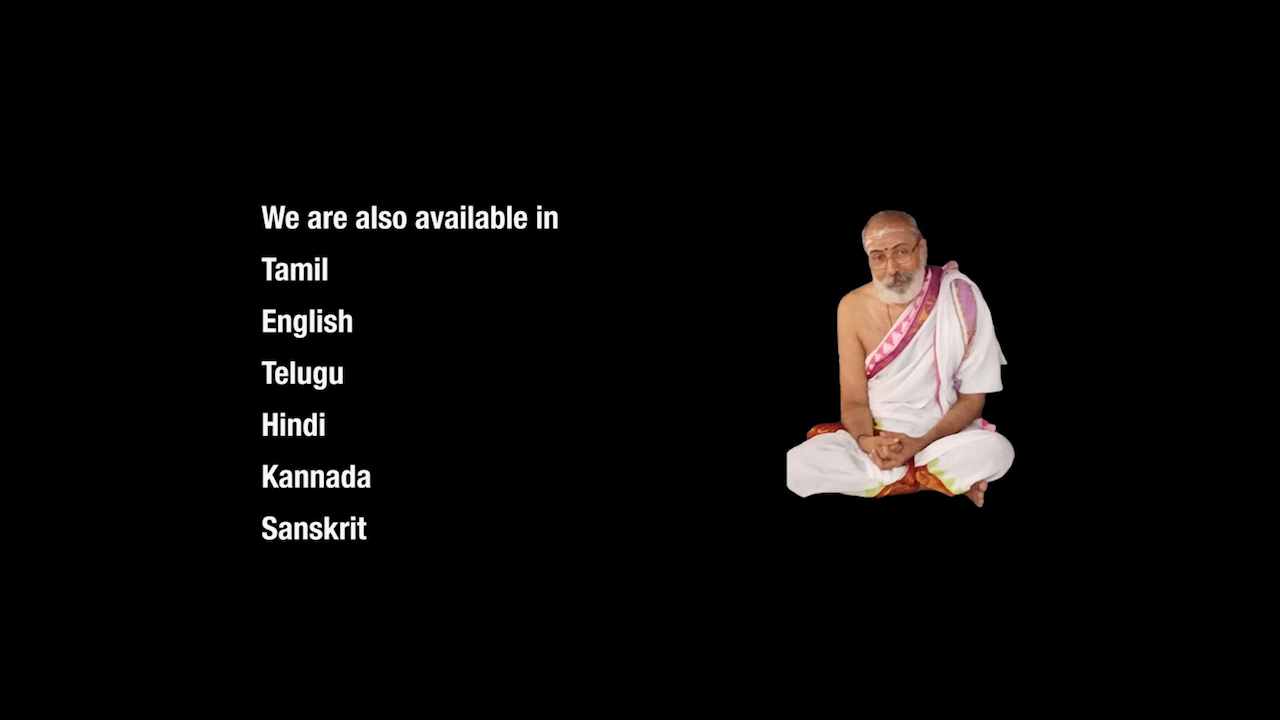 We are also available in
Tamil
English
Telugu
Hindi
Kannada
Sanskrit